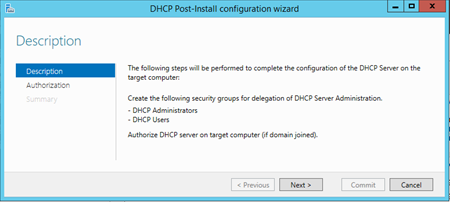 DHCP Post-Install configuration wizard
Description
Description
Authorization
Summary
The following steps will be performed to complete the configuration of the DHCP Server on the
target computer:
Create the following security groups for delegation of DHCP Server Administration.
- DHCP Administrators
- DHCP Users
Authorize DHCP server on target computer (if domain joined).
< Previous
Next >
Commit
Cancel